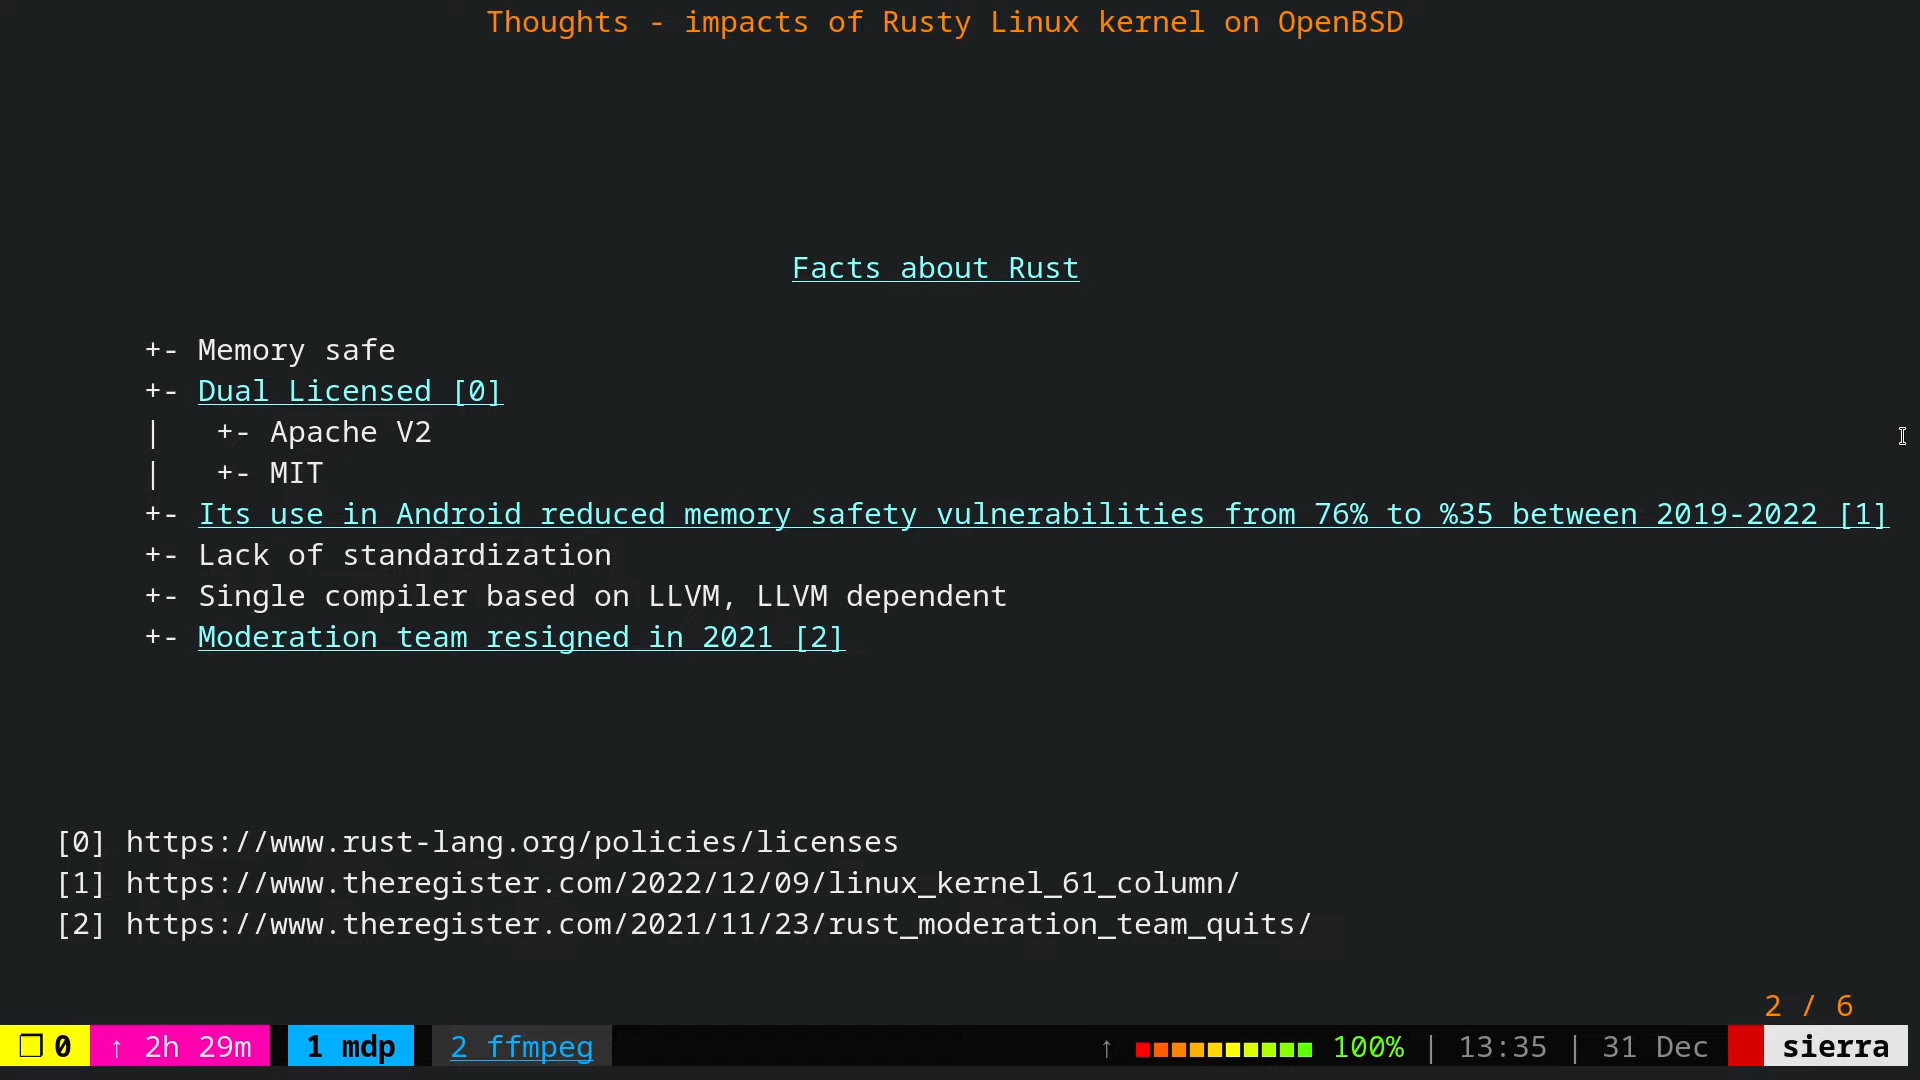 Thoughts - impacts of Rusty Linux kernel on OpenBSD
Facts about Rust
+- Memory safe
+- Dual Licensed [0]
|   +- Apache V2
|   +- MIT
+- Its use in Android reduced memory safety vulnerabilities from 76% to %35 between 2019-2022 [1]
+- Lack of standardization
+- Single compiler based on LLVM, LLVM dependent
+- Moderation team resigned in 2021 [2]
[0] https://www.rust-lang.org/policies/licenses
[1] https://www.theregister.com/2022/12/09/linux_kernel_61_column/
[2] https://www.theregister.com/2021/11/23/rust_moderation_team_quits/
2 / 6
❐ 0 ↑ 2h 29m 1 mdp 2 ffmpeg ↑ 100% | 13:35 | 31 Dec sierra